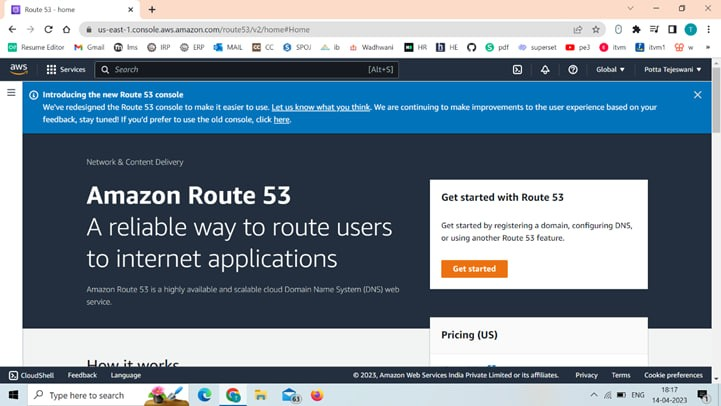 Route 53 - home
us-east-1.console.aws.amazon.com/route53/v2/home#Home
Resume Editor Gmail lms IRP ERP MAIL CC SPOJ ib Wadhwani HR HE pdf superset pe3 itvm itvm1 w »
aws Services Search [Alt+S] Global Potta Tejeswani
Introducing the new Route 53 console
We've redesigned the Route 53 console to make it easier to use. Let us know what you think. We are continuing to make improvements to the user experience based on your
feedback, stay tuned! If you'd prefer to use the old console, click here.
Network & Content Delivery
Amazon Route 53
A reliable way to route users
to internet applications
Amazon Route 53 is a highly available and scalable cloud Domain Name System (DNS) web
service.
Get started with Route 53
Get started by registering a domain, configuring DNS,
or using another Route 53 feature.
Get started
Pricing (US)
How it works
CloudShell Feedback Language © 2023, Amazon Web Services India Private Limited or its affiliates. Privacy Terms Cookie preferences
Type here to search 63 ENG 18:17
14-04-2023 1